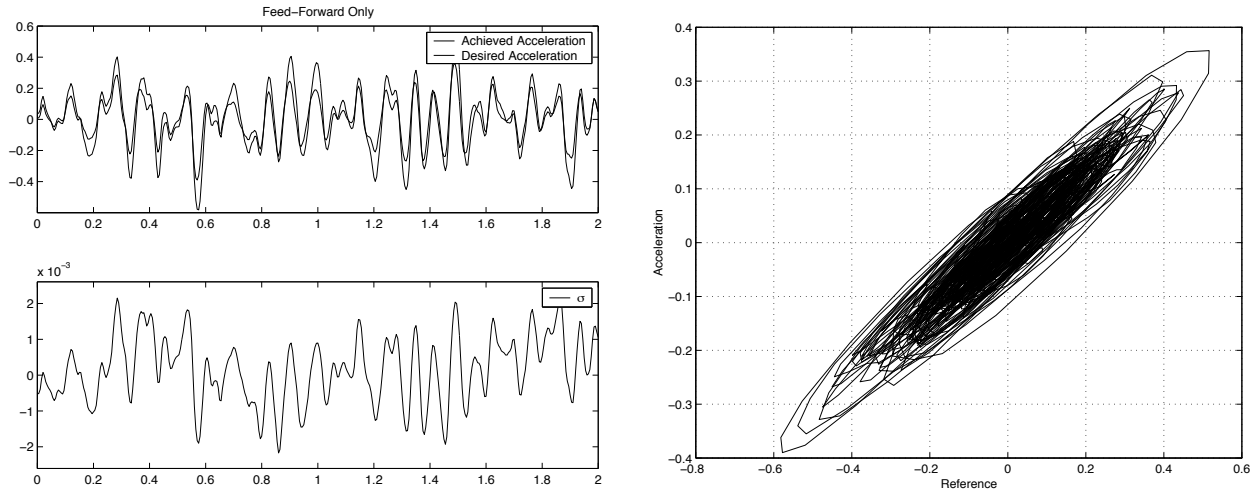 Feed−Forward Only
0.6
0.4
0.2
0
−0.2
−0.4
Achieved Acceleration
Desired Acceleration
0 0.2 0.4 0.6 0.8 1 1.2 1.4 1.6 1.8 2
x 10⁻³
2
1
0
−1
−2
σ
0 0.2 0.4 0.6 0.8 1 1.2 1.4 1.6 1.8 2
0.4
0.3
0.2
0.1
0
−0.1
−0.2
−0.3
−0.4
Acceleration
−0.8 −0.6 −0.4 −0.2 0 0.2 0.4 0.6
Reference